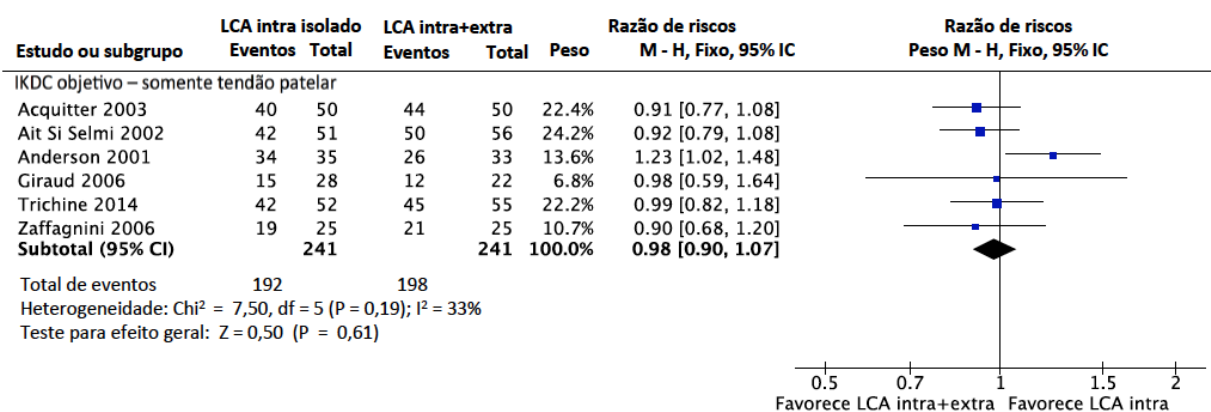 LCA intra isolado LCA intra+extra Razão de riscos Razão de riscos
Estudo ou subgrupo Eventos Total Eventos Total Peso M - H, Fixo, 95% IC Peso M - H, Fixo, 95% IC
IKDC objetivo – somente tendão patelar
Acquitter 2003 40 50 44 50 22.4% 0.91 [0.77, 1.08]
Ait Si Selmi 2002 42 51 50 56 24.2% 0.92 [0.79, 1.08]
Anderson 2001 34 35 26 33 13.6% 1.23 [1.02, 1.48]
Giraud 2006 15 28 12 22 6.8% 0.98 [0.59, 1.64]
Trichine 2014 42 52 45 55 22.2% 0.99 [0.82, 1.18]
Zaffagnini 2006 19 25 21 25 10.7% 0.90 [0.68, 1.20]
Subtotal (95% CI) 241 241 100.0% 0.98 [0.90, 1.07]
Total de eventos 192 198
Heterogeneidade: Chi² = 7,50, df = 5 (P = 0,19); I² = 33%
Teste para efeito geral: Z = 0,50 (P = 0,61)
0.5 0.7 1 1.5 2
Favorece LCA intra+extra Favorece LCA intra